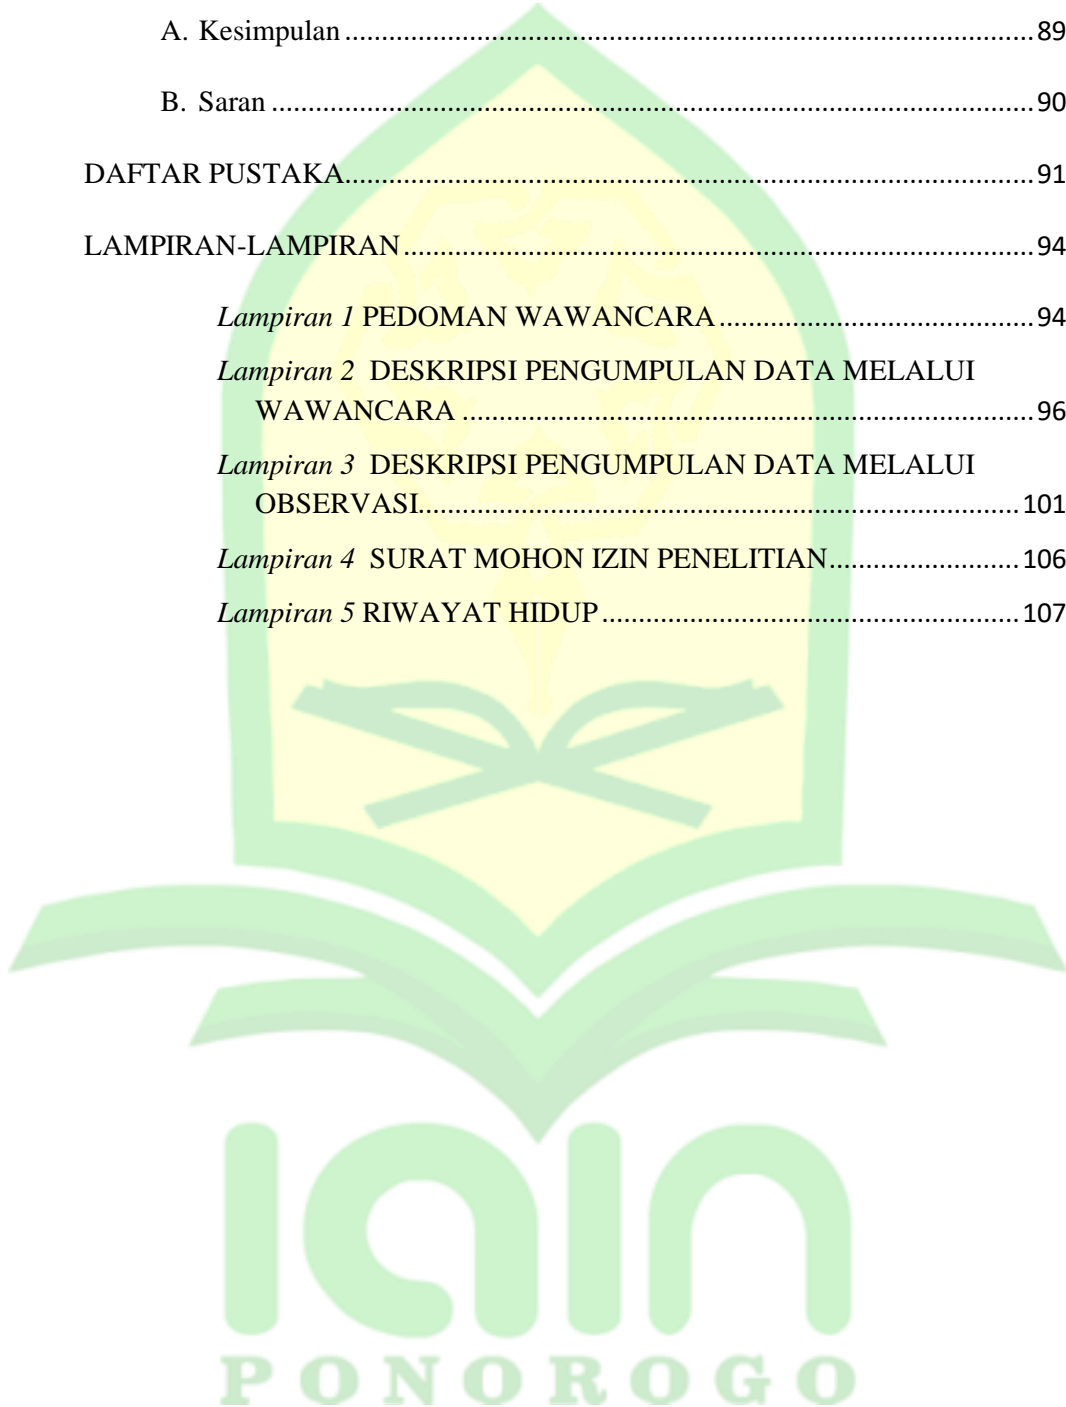 A. Kesimpulan ........................................................................................ 89
B. Saran .................................................................................................. 90
DAFTAR PUSTAKA ........................................................................................ 91
LAMPIRAN-LAMPIRAN ................................................................................ 94
Lampiran 1 PEDOMAN WAWANCARA ........................................ 94
Lampiran 2 DESKRIPSI PENGUMPULAN DATA MELALUI
WAWANCARA ......................................................................... 96
Lampiran 3 DESKRIPSI PENGUMPULAN DATA MELALUI
OBSERVASI ............................................................................. 101
Lampiran 4 SURAT MOHON IZIN PENELITIAN ........................ 106
Lampiran 5 RIWAYAT HIDUP ..................................................... 107
iain
PONOROGO